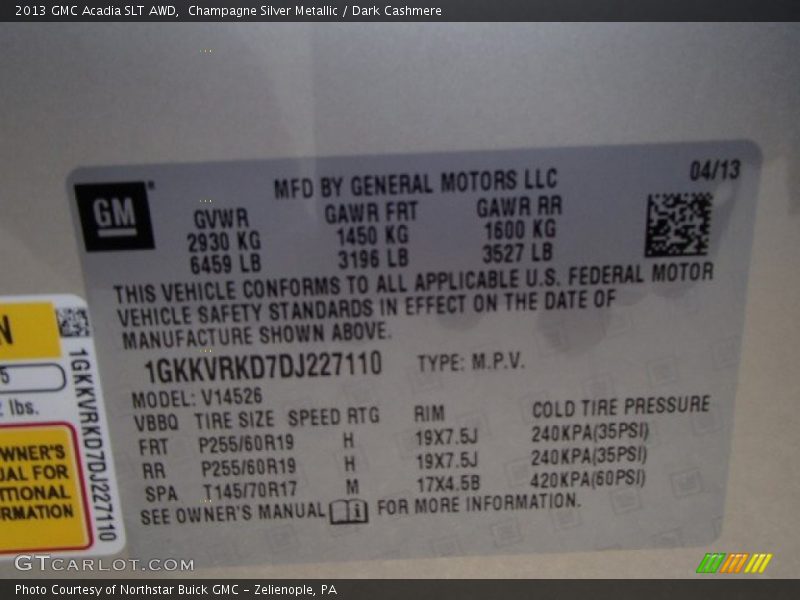 2013 GMC Acadia SLT AWD, Champagne Silver Metallic / Dark Cashmere
04/13
MFD BY GENERAL MOTORS LLC
GM
GVWR GAWR FRT GAWR RR
2930 KG 1450 KG 1600 KG
6459 LB 3196 LB 3527 LB
THIS VEHICLE CONFORMS TO ALL APPLICABLE U.S. FEDERAL MOTOR
VEHICLE SAFETY STANDARDS IN EFFECT ON THE DATE OF
MANUFACTURE SHOWN ABOVE.
1GKKVRKD7DJ227110 TYPE: M.P.V.
MODEL: V14526
VBBQ TIRE SIZE SPEED RTG RIM COLD TIRE PRESSURE
FRT P255/60R19 H 19X7.5J 240KPA(35PSI)
RR P255/60R19 H 19X7.5J 240KPA(35PSI)
SPA T145/70R17 M 17X4.5B 420KPA(60PSI)
SEE OWNER'S MANUAL FOR MORE INFORMATION.
N
5
lbs.
WNER'S
UAL FOR
ITIONAL
RMATION
1GKKVRKD7DJ227110
GTCARLOT.COM
Photo Courtesy of Northstar Buick GMC - Zelienople, PA